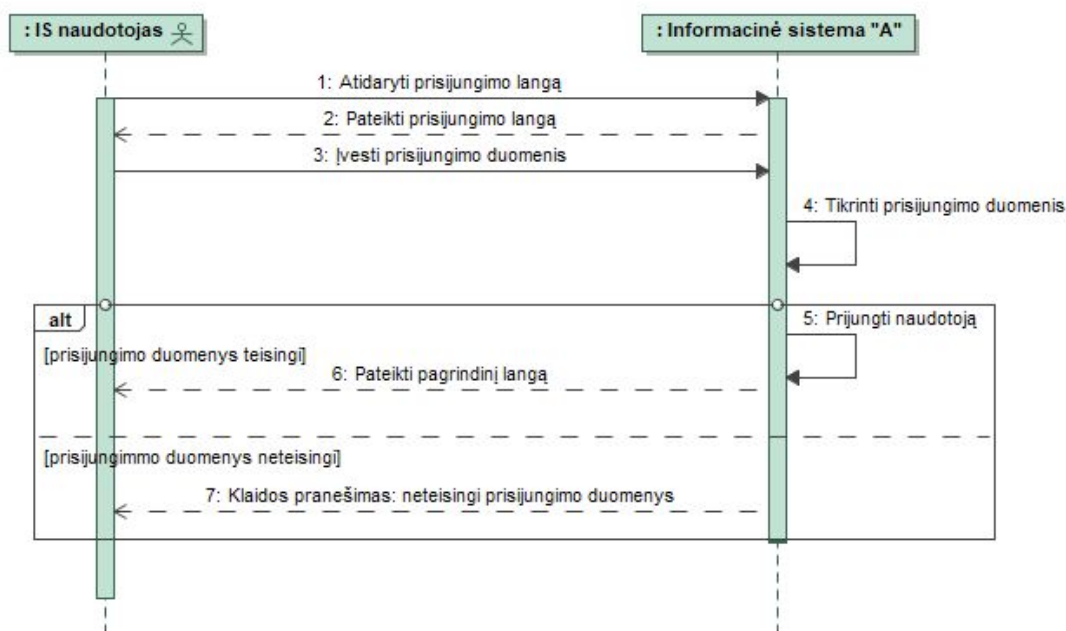 : IS naudotojas
: Informacinė sistema "A"
1: Atidaryti prisijungimo langą
2: Pateikti prisijungimo langą
3: Įvesti prisijungimo duomenis
4: Tikrinti prisijungimo duomenis
alt
5: Prijungti naudotoją
[prisijungimo duomenys teisingi]
6: Pateikti pagrindinį langą
[prisijungimmo duomenys neteisingi]
7: Klaidos pranešimas: neteisingi prisijungimo duomenys